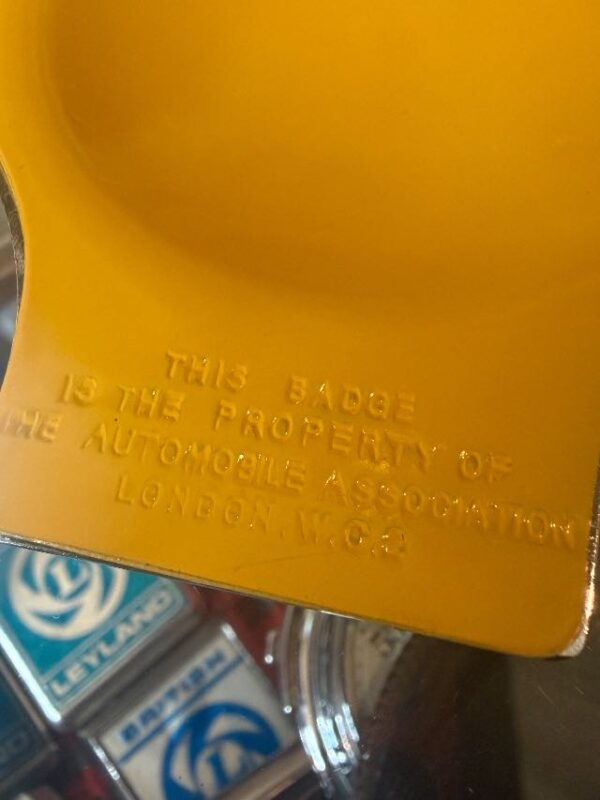 THIS BADGE
IS THE PROPERTY OF
THE AUTOMOBILE ASSOCIATION
LONDON. W.C.2
L
LEYLAND
BRITISH
L